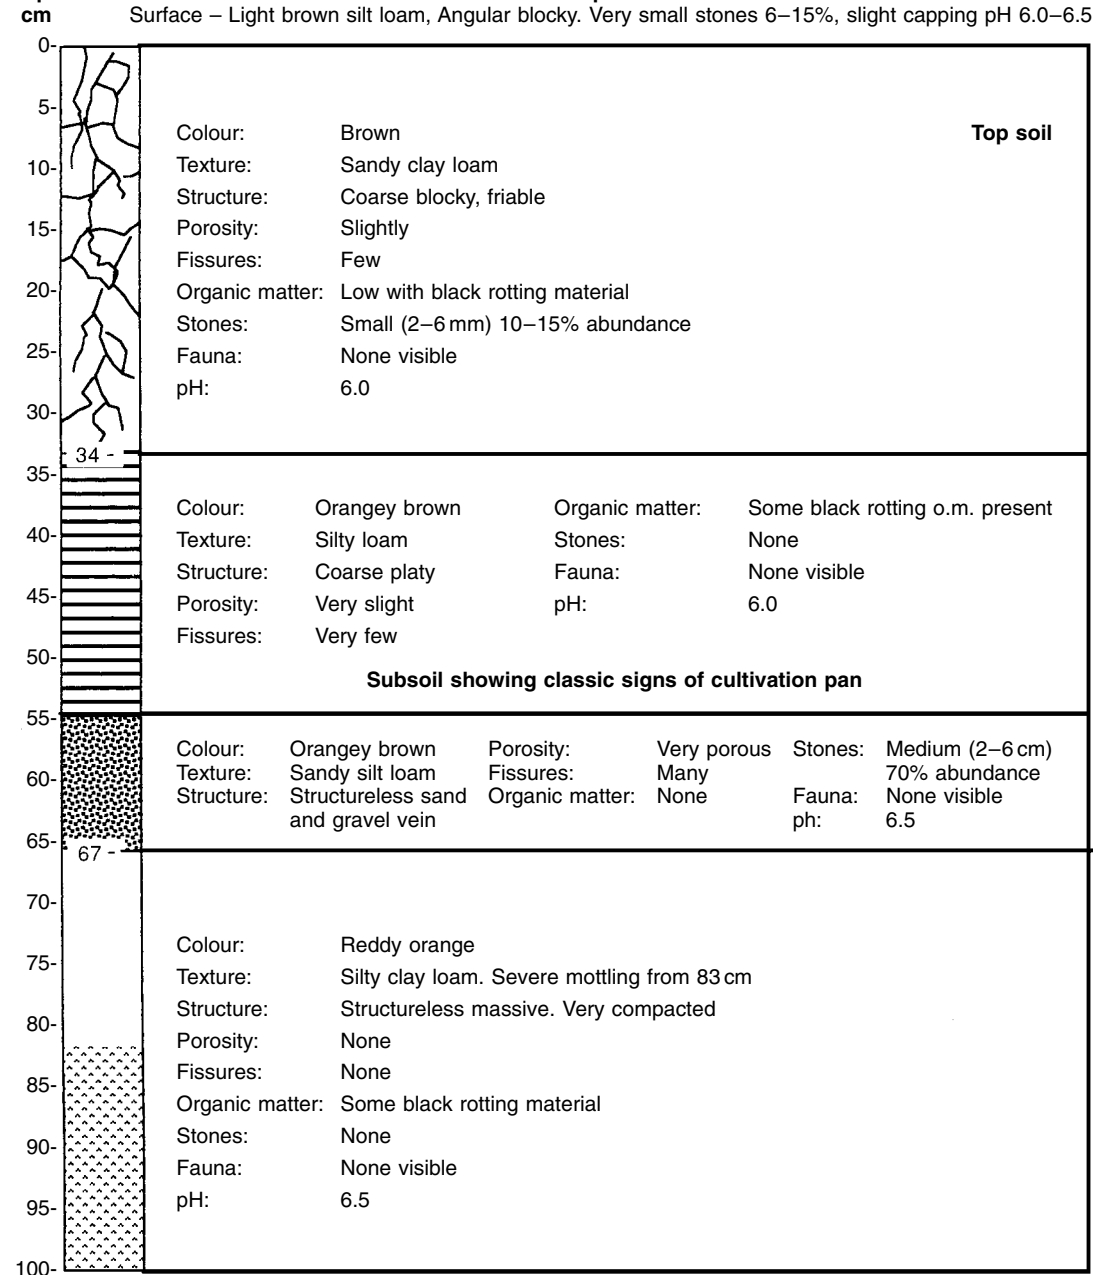 cm Surface – Light brown silt loam, Angular blocky. Very small stones 6–15%, slight capping pH 6.0–6.5
0-
5-
Colour: Brown Top soil
10- Texture: Sandy clay loam
Structure: Coarse blocky, friable
15- Porosity: Slightly
Fissures: Few
20- Organic matter: Low with black rotting material
Stones: Small (2–6 mm) 10–15% abundance
25- Fauna: None visible
pH: 6.0
30-
34 -
35-
Colour: Orangey brown Organic matter: Some black rotting o.m. present
40- Texture: Silty loam Stones: None
Structure: Coarse platy Fauna: None visible
45- Porosity: Very slight pH: 6.0
Fissures: Very few
50-
Subsoil showing classic signs of cultivation pan
55-
Colour: Orangey brown Porosity: Very porous Stones: Medium (2–6 cm)
60- Texture: Sandy silt loam Fissures: Many 70% abundance
Structure: Structureless sand Organic matter: None Fauna: None visible
and gravel vein ph: 6.5
65-
67 -
70-
Colour: Reddy orange
75-
Texture: Silty clay loam. Severe mottling from 83 cm
Structure: Structureless massive. Very compacted
80-
Porosity: None
Fissures: None
85-
Organic matter: Some black rotting material
Stones: None
90-
Fauna: None visible
95-
pH: 6.5
100-